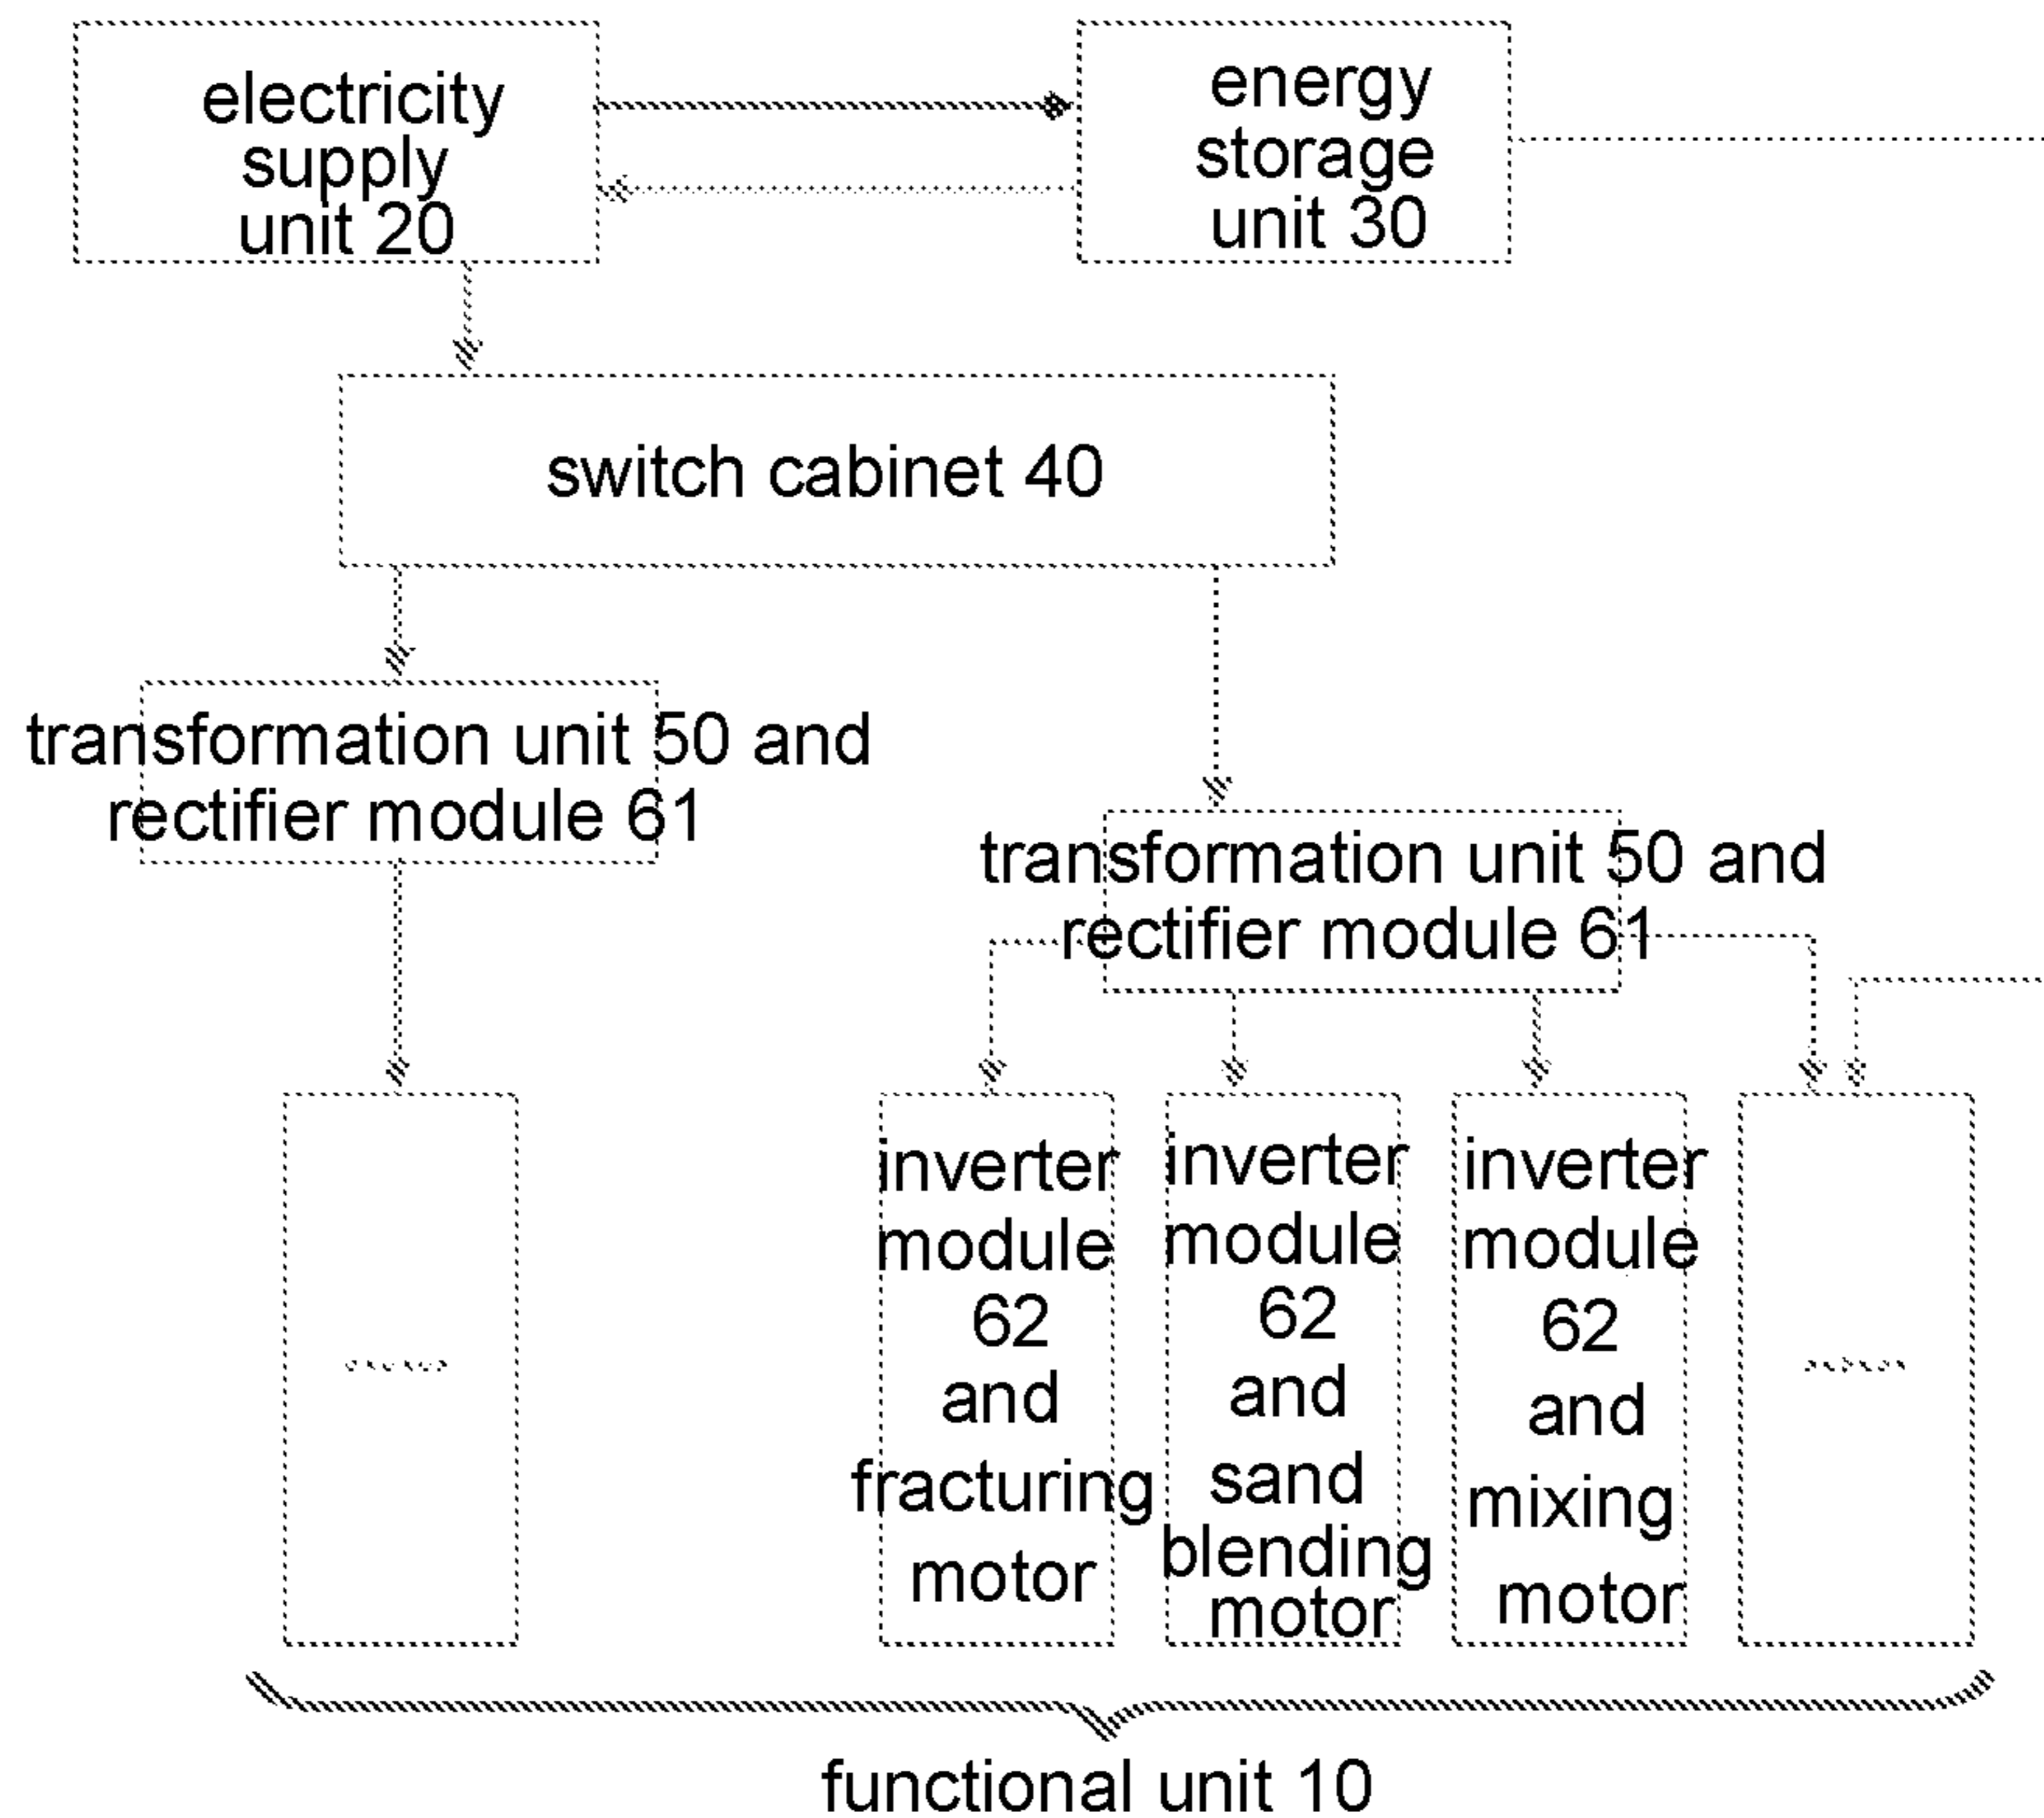 electricity
supply
unit 20
energy
storage
unit 30
switch cabinet 40
transformation unit 50 and
rectifier module 61
transformation unit 50 and
rectifier module 61
inverter
module
62
and
fracturing
motor
inverter
module
62
and
sand
blending
motor
inverter
module
62
and
mixing
motor
functional unit 10